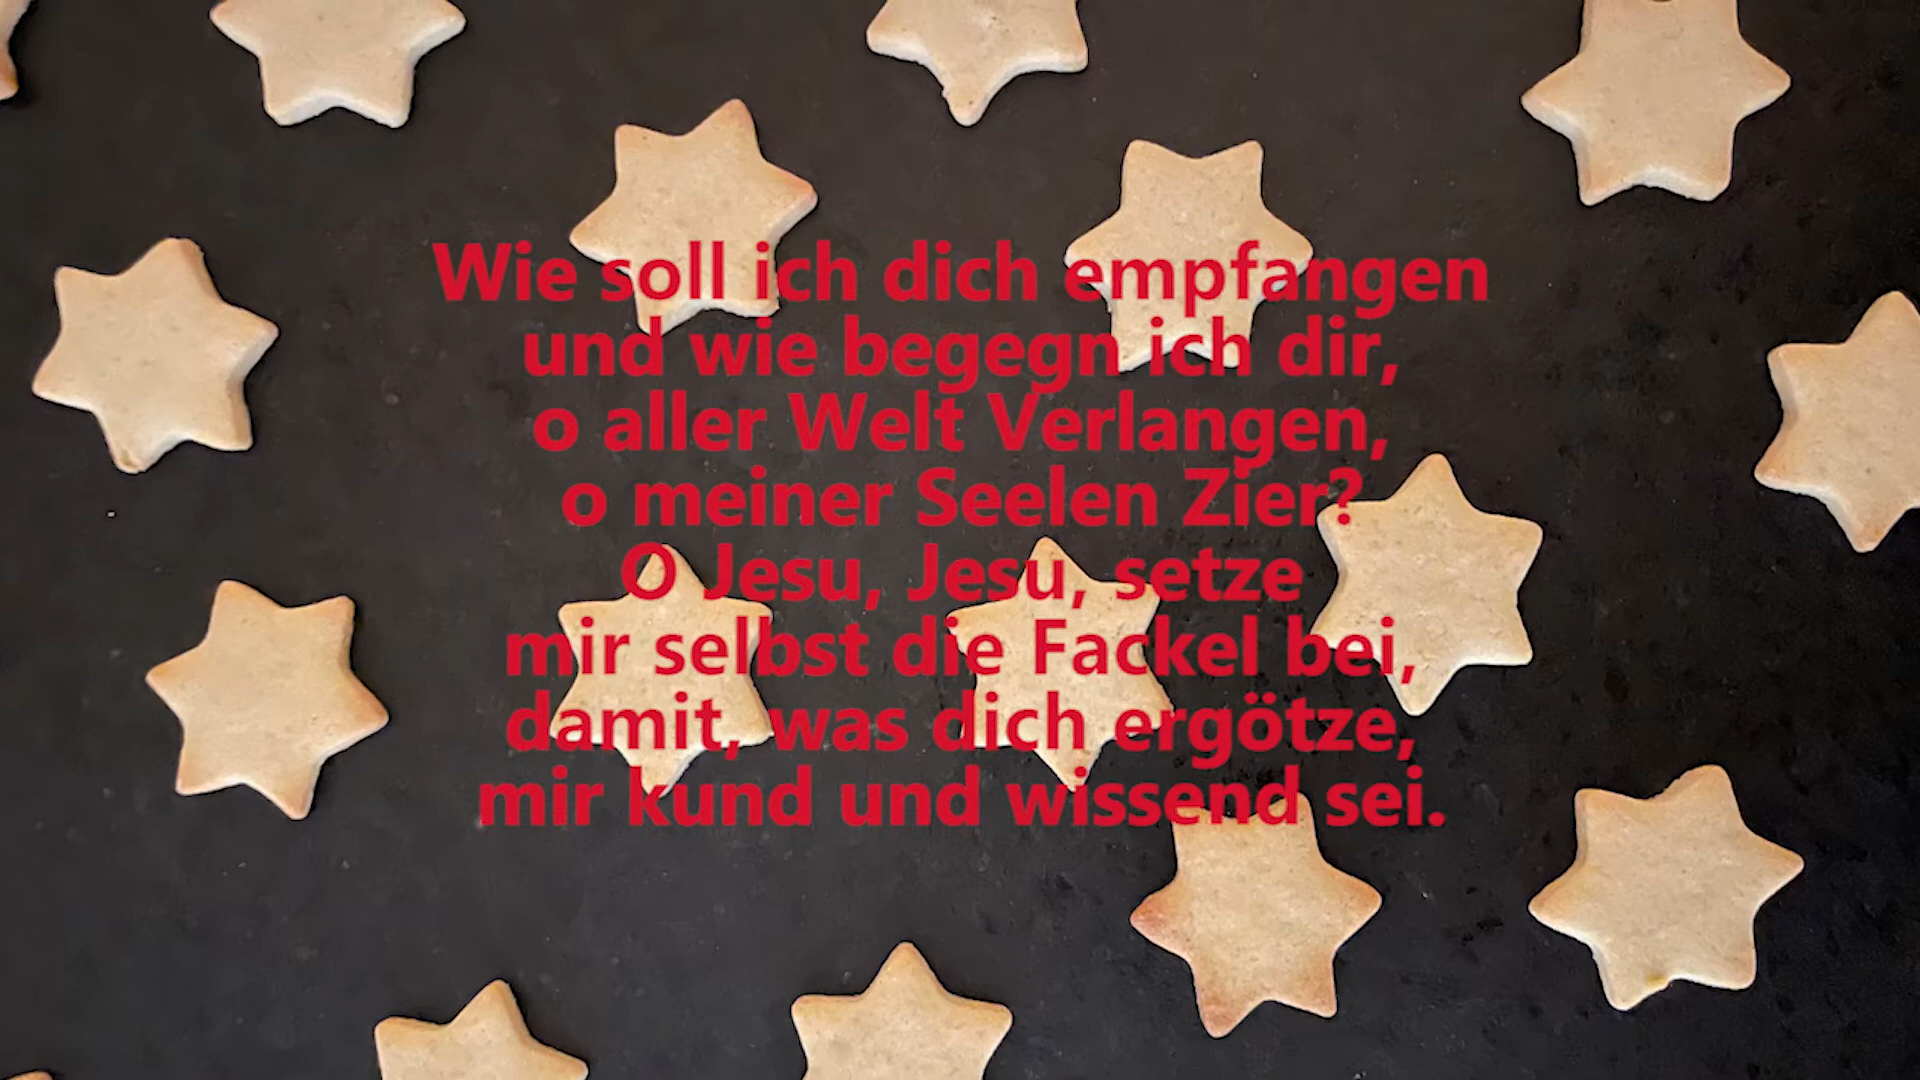 Wie soll ich dich empfangen
und wie begegn ich dir,
o aller Welt Verlangen,
o meiner Seelen Zier?
O Jesu, Jesu, setze
mir selbst die Fackel bei,
damit, was dich ergötze,
mir kund und wissend sei.